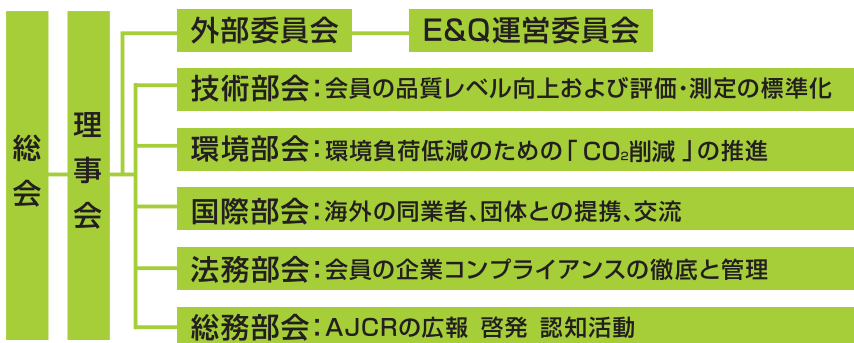 総会
理事会
外部委員会
E&Q運営委員会
技術部会：会員の品質レベル向上および評価・測定の標準化
環境部会：環境負荷低減のための「CO₂削減」の推進
国際部会：海外の同業者、団体との提携、交流
法務部会：会員の企業コンプライアンスの徹底と管理
総務部会：AJCRの広報 啓発 認知活動